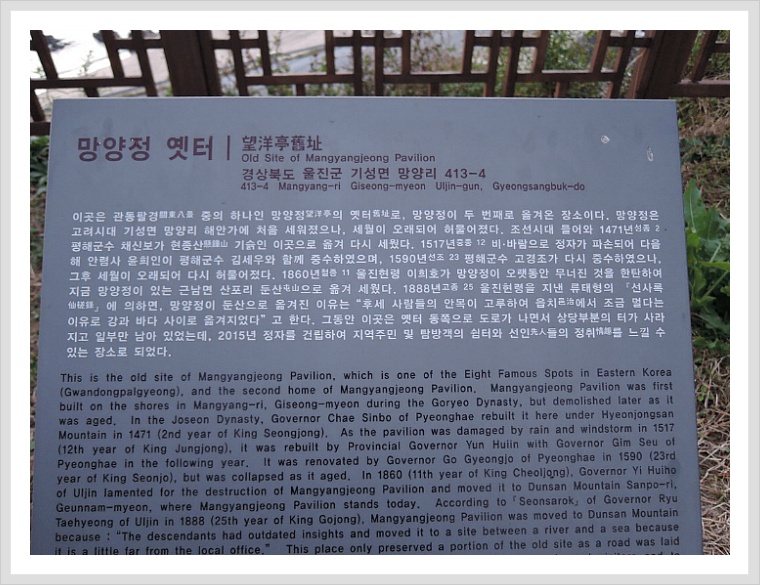 망양정 옛터 | 望洋亭舊址
Old Site of Mangyangjeong Pavilion
경상북도 울진군 기성면 망양리 413-4
413-4 Mangyang-ri Giseong-myeon Uljin-gun, Gyeongsangbuk-do
이곳은 관동팔경關東八景 중의 하나인 망양정望洋亭의 옛터舊址로, 망양정이 두 번째로 옮겨온 장소이다. 망양정은
고려시대 기성면 망양리 해안가에 처음 세워졌으나, 세월이 오래되어 허물어졌다. 조선시대 들어와 1471년성종 2
평해군수 채신보가 현종산懸鍾山 기슭인 이곳으로 옮겨 다시 세웠다. 1517년중종 12 비·바람으로 정자가 파손되어 다음
해 안렴사 윤희인이 평해군수 김세우와 함께 중수하였으며, 1590년선조 23 평해군수 고경조가 다시 중수하였으나,
그후 세월이 오래되어 다시 허물어졌다. 1860년철종 11 울진현령 이희호가 망양정이 오랫동안 무너진 것을 한탄하여
지금 망양정이 있는 근남면 산포리 둔산屯山으로 옮겨 세웠다. 1888년고종 25 울진현령을 지낸 류태형의 『선사록
仙槎錄』에 의하면, 망양정이 둔산으로 옮겨진 이유는 "후세 사람들의 안목이 고루하여 읍치邑治에서 조금 멀다는
이유로 강과 바다 사이로 옮겨지었다" 고 한다. 그동안 이곳은 옛터 동쪽으로 도로가 나면서 상당부분의 터가 사라
지고 일부만 남아 있었는데, 2015년 정자를 건립하여 지역주민 및 탐방객의 쉼터와 선인先人들의 정취情趣를 느낄 수
있는 장소로 되었다.
This is the old site of Mangyangjeong Pavilion, which is one of the Eight Famous Spots in Eastern Korea
(Gwandongpalgyeong), and the second home of Mangyangjeong Pavilion. Mangyangjeong Pavilion was first
built on the shores in Mangyang-ri, Giseong-myeon during the Goryeo Dynasty, but demolished later as it
was aged. In the Joseon Dynasty, Governor Chae Sinbo of Pyeonghae rebuilt it here under Hyeonjongsan
Mountain in 1471 (2nd year of King Seongjong). As the pavilion was damaged by rain and windstorm in 1517
(12th year of King Jungjong), it was rebuilt by Provincial Governor Yun Huiin with Governor Gim Seu of
Pyeonghae in the following year. It was renovated by Governor Go Gyeongjo of Pyeonghae in 1590 (23rd
year of King Seonjo), but was collapsed as it aged. In 1860 (11th year of King Cheoljong), Governor Yi Huiho
of Uljin lamented for the destruction of Mangyangjeong Pavilion and moved it to Dunsan Mountain Sanpo-ri,
Geunnam-myeon, where Mangyangjeong Pavilion stands today. According to 『Seonsarok』 of Governor Ryu
Taehyeong of Uljin in 1888 (25th year of King Gojong), Mangyangjeong Pavilion was moved to Dunsan Mountain
because : "The descendants had outdated insights and moved it to a site between a river and a sea because
it is a little far from the local office." This place only preserved a portion of the old site as a road was laid